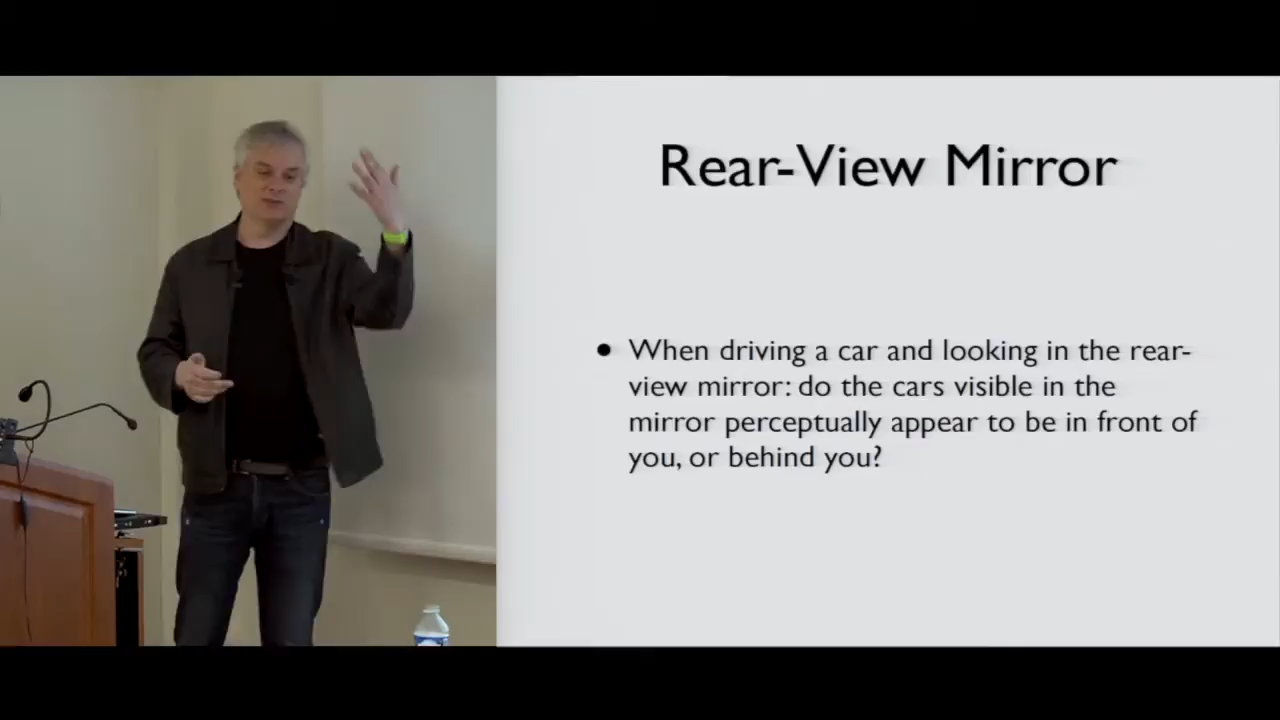 Rear-View Mirror
• When driving a car and looking in the rear-
view mirror: do the cars visible in the
mirror perceptually appear to be in front of
you, or behind you?